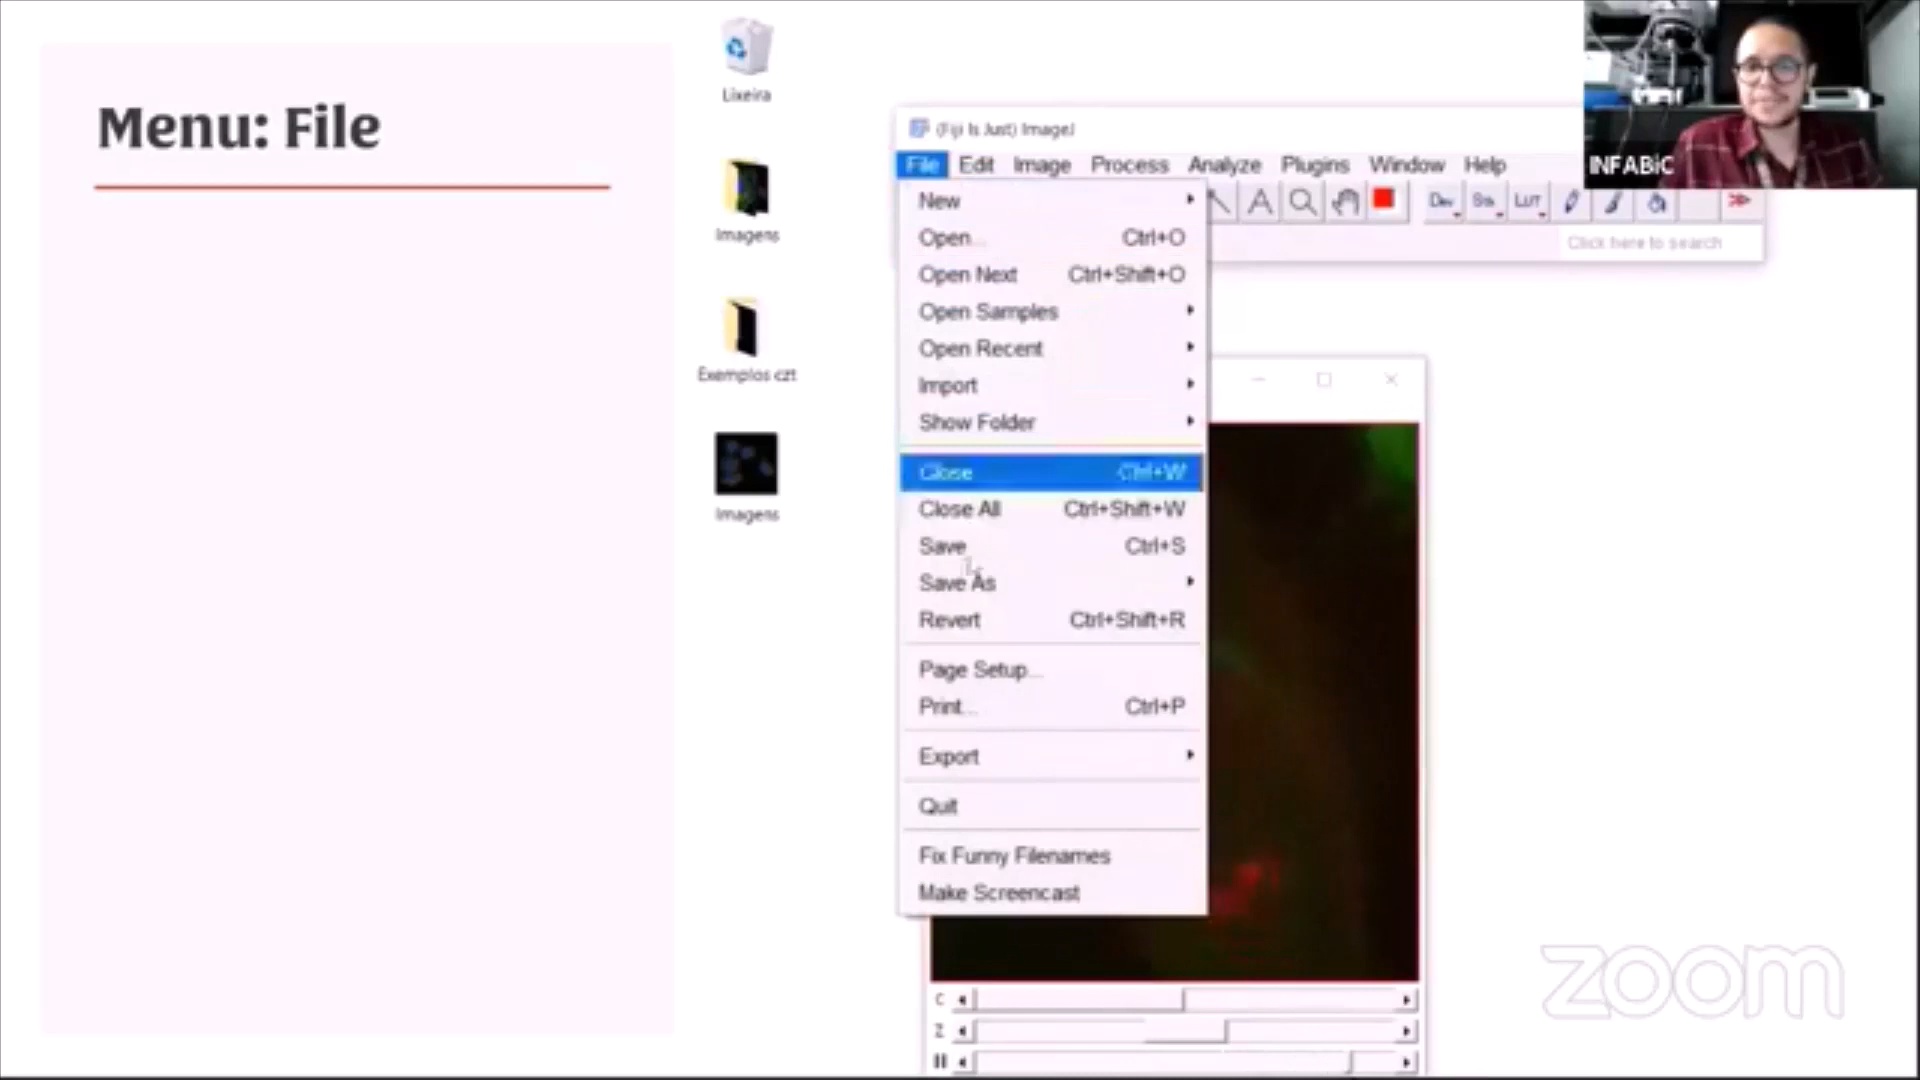 Menu: File
Lixeira
Imagens
Exemplos czt
Imagens
(Fiji Is Just) ImageJ
File Edit Image Process Analyze Plugins Window Help
Dev Stk LUT
Click here to search
New
Open... Ctrl+O
Open Next Ctrl+Shift+O
Open Samples
Open Recent
Import
Show Folder
Close Ctrl+W
Close All Ctrl+Shift+W
Save Ctrl+S
Save As
Revert Ctrl+Shift+R
Page Setup...
Print... Ctrl+P
Export
Quit
Fix Funny Filenames
Make Screencast
C
Z
INFABiC
zoom